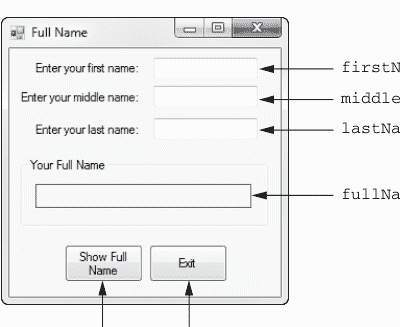 Full Name
Enter your first name: firstN
Enter your middle name: middle
Enter your last name: lastNa
Your Full Name
fullNa
Show Full
Name
Exit